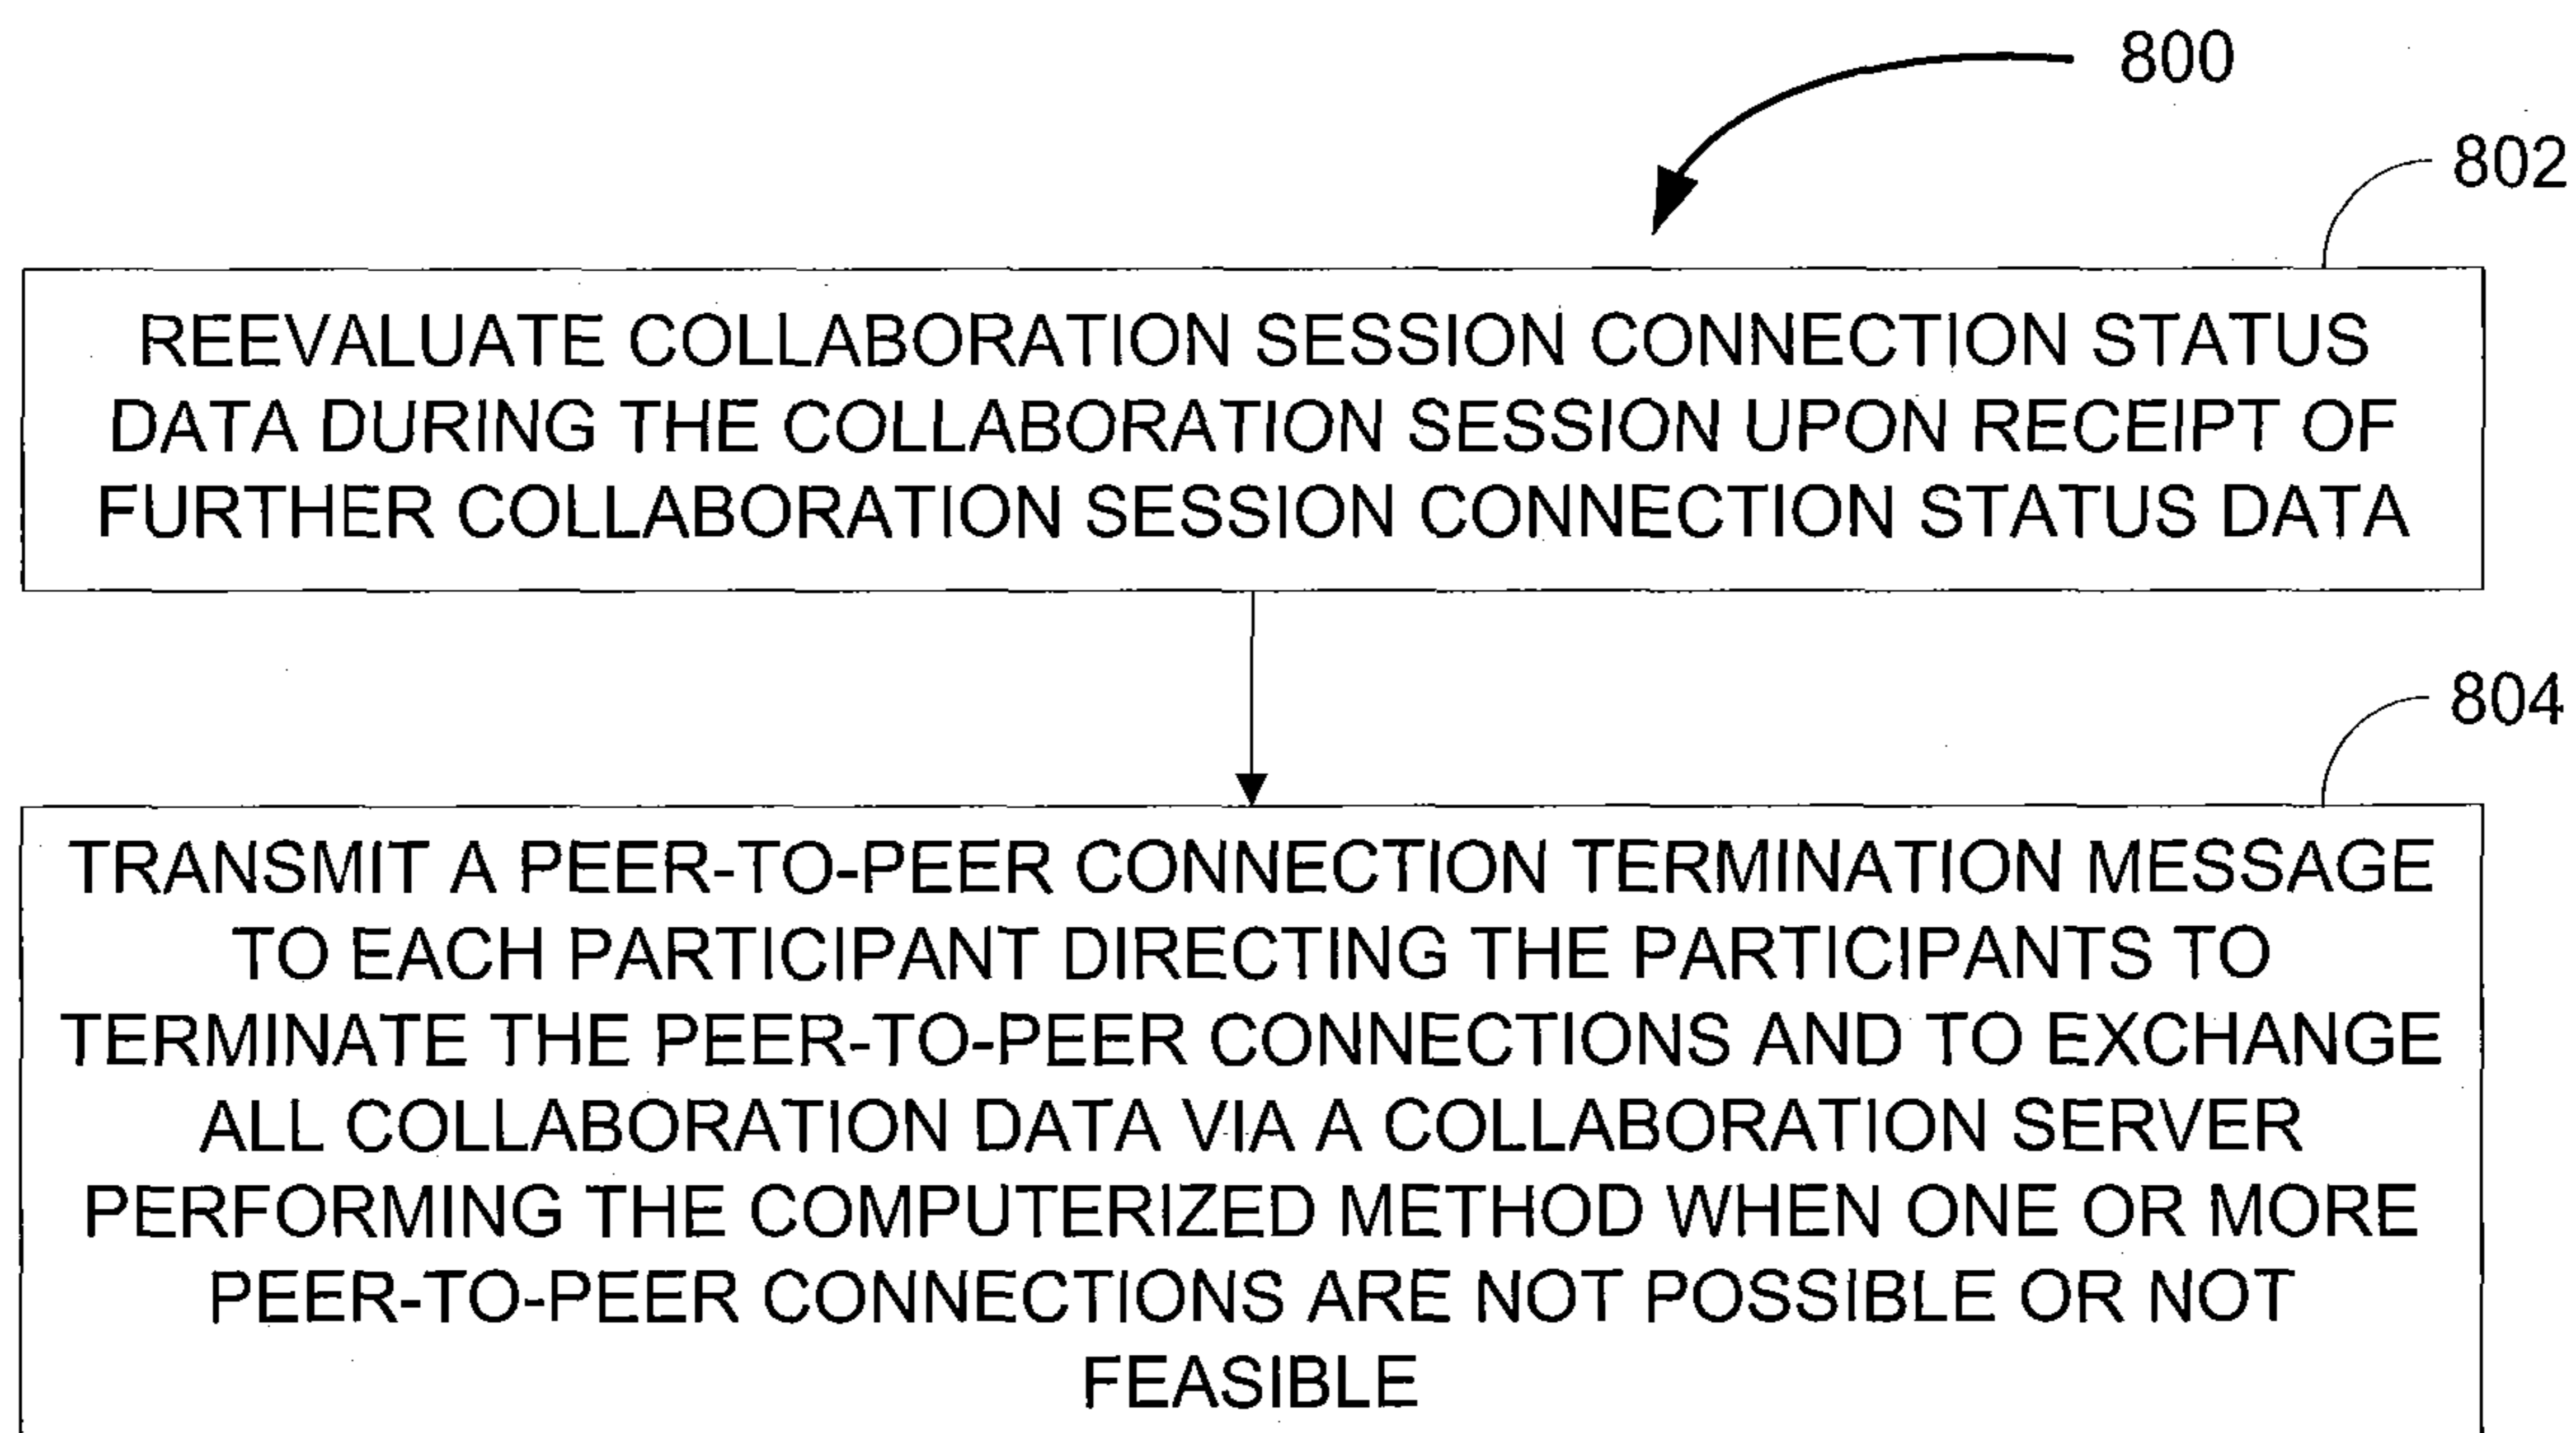 800
802
REEVALUATE COLLABORATION SESSION CONNECTION STATUS
DATA DURING THE COLLABORATION SESSION UPON RECEIPT OF
FURTHER COLLABORATION SESSION CONNECTION STATUS DATA
804
TRANSMIT A PEER-TO-PEER CONNECTION TERMINATION MESSAGE
TO EACH PARTICIPANT DIRECTING THE PARTICIPANTS TO
TERMINATE THE PEER-TO-PEER CONNECTIONS AND TO EXCHANGE
ALL COLLABORATION DATA VIA A COLLABORATION SERVER
PERFORMING THE COMPUTERIZED METHOD WHEN ONE OR MORE
PEER-TO-PEER CONNECTIONS ARE NOT POSSIBLE OR NOT
FEASIBLE